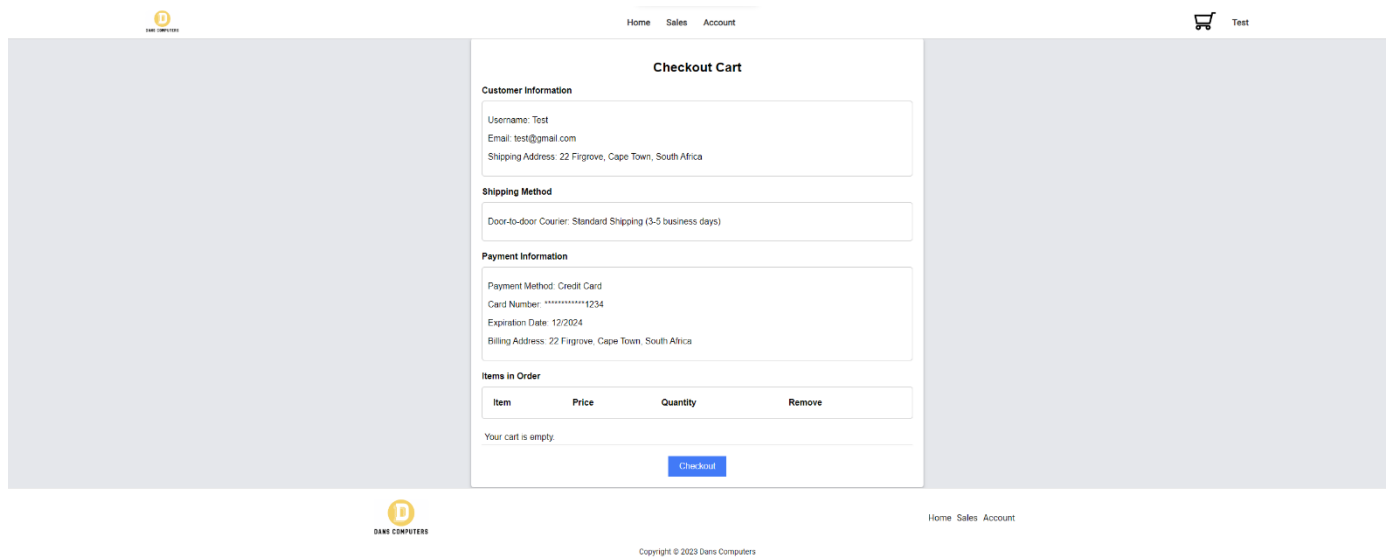 D
DANS COMPUTERS
Home Sales Account
Test
Checkout Cart
Customer Information
Username: Test
Email: test@gmail.com
Shipping Address: 22 Firgrove, Cape Town, South Africa
Shipping Method
Door-to-door Courier: Standard Shipping (3-5 business days)
Payment Information
Payment Method: Credit Card
Card Number: ************1234
Expiration Date: 12/2024
Billing Address: 22 Firgrove, Cape Town, South Africa
Items in Order
Item Price Quantity Remove
Your cart is empty.
Checkout
D
DANS COMPUTERS
Home Sales Account
Copyright © 2023 Dans Computers